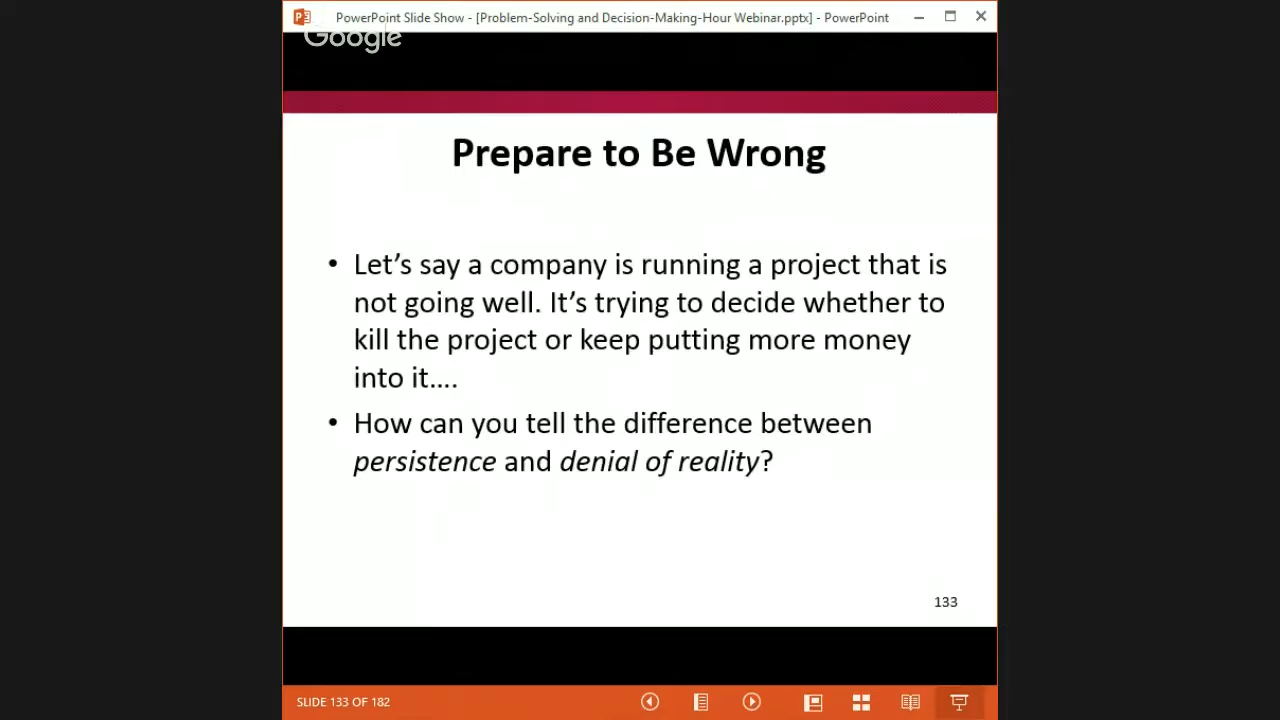 PowerPoint Slide Show - [Problem-Solving and Decision-Making-Hour Webinar.pptx] - PowerPoint
Google
Prepare to Be Wrong
• Let's say a company is running a project that is
not going well. It's trying to decide whether to
kill the project or keep putting more money
into it....
• How can you tell the difference between
persistence and denial of reality?
133
SLIDE 133 OF 182